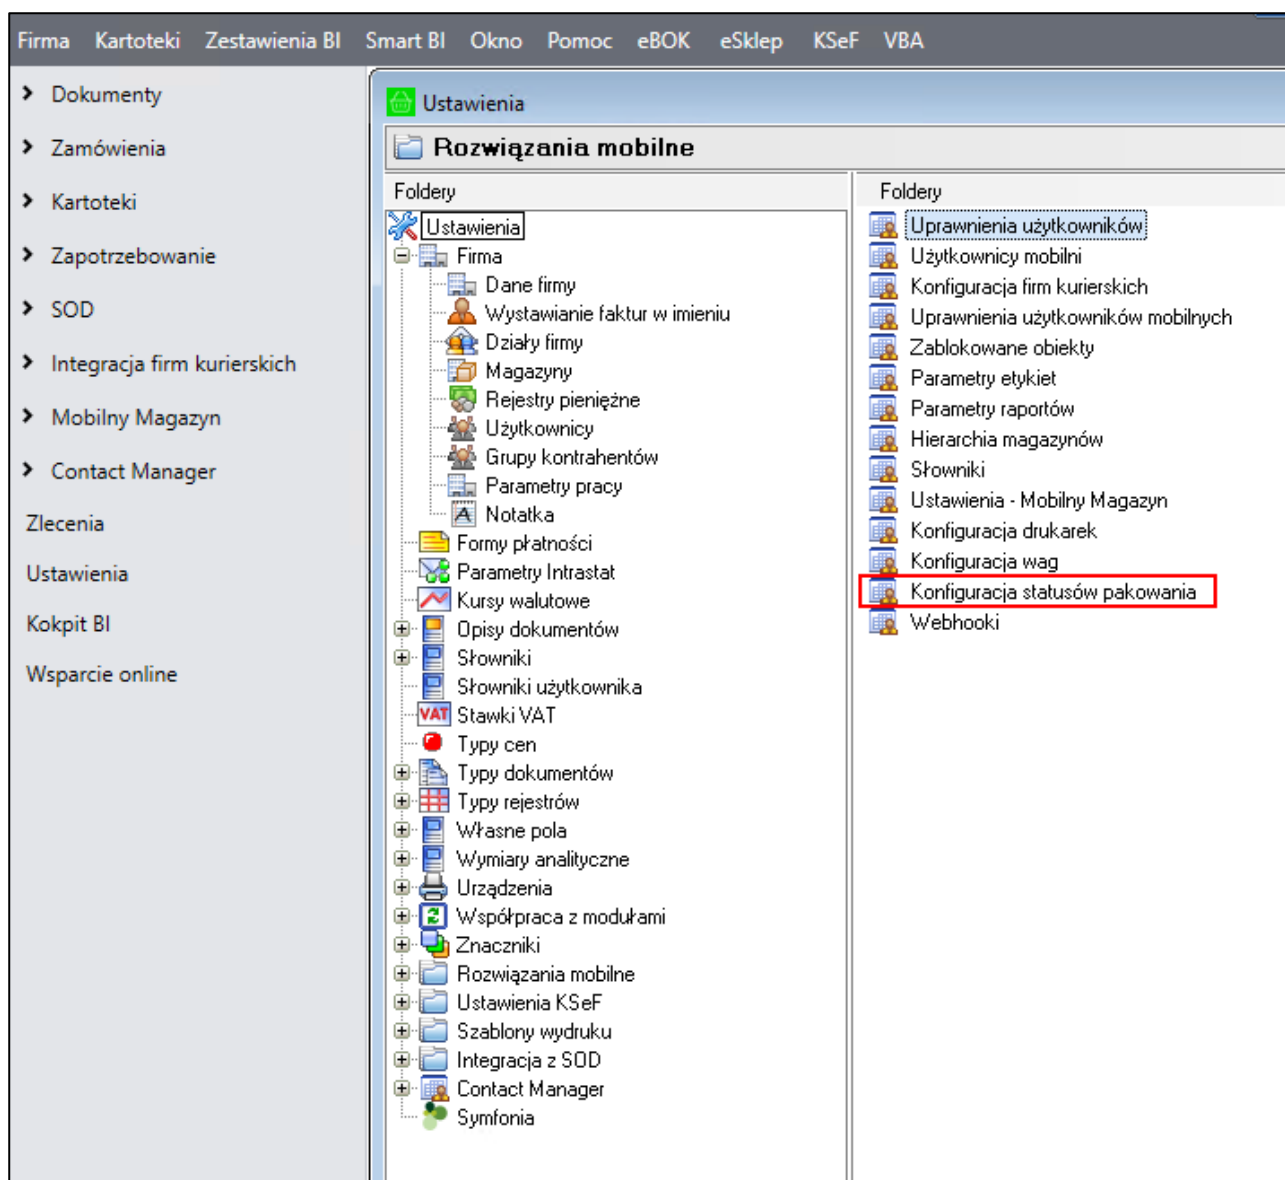 Firma Kartoteki Zestawienia BI Smart BI Okno Pomoc eBOK eSklep KSeF VBA
Dokumenty
Zamówienia
Kartoteki
Zapotrzebowanie
SOD
Integracja firm kurierskich
Mobilny Magazyn
Contact Manager
Zlecenia
Ustawienia
Kokpit BI
Wsparcie online
Ustawienia
Rozwiązania mobilne
Foldery
Ustawienia
Firma
Dane firmy
Wystawianie faktur w imieniu
Działy firmy
Magazyny
Rejestry pieniężne
Użytkownicy
Grupy kontrahentów
Parametry pracy
Notatka
Formy płatności
Parametry Intrastat
Kursy walutowe
Opisy dokumentów
Słowniki
Słowniki użytkownika
VAT Stawki VAT
Typy cen
Typy dokumentów
Typy rejestrów
Własne pola
Wymiary analityczne
Urządzenia
Współpraca z modułami
Znaczniki
Rozwiązania mobilne
Ustawienia KSeF
Szablony wydruku
Integracja z SOD
Contact Manager
Symfonia
Foldery
Uprawnienia użytkowników
Użytkownicy mobilni
Konfiguracja firm kurierskich
Uprawnienia użytkowników mobilnych
Zablokowane obiekty
Parametry etykiet
Parametry raportów
Hierarchia magazynów
Słowniki
Ustawienia - Mobilny Magazyn
Konfiguracja drukarek
Konfiguracja wag
Konfiguracja statusów pakowania
Webhooki